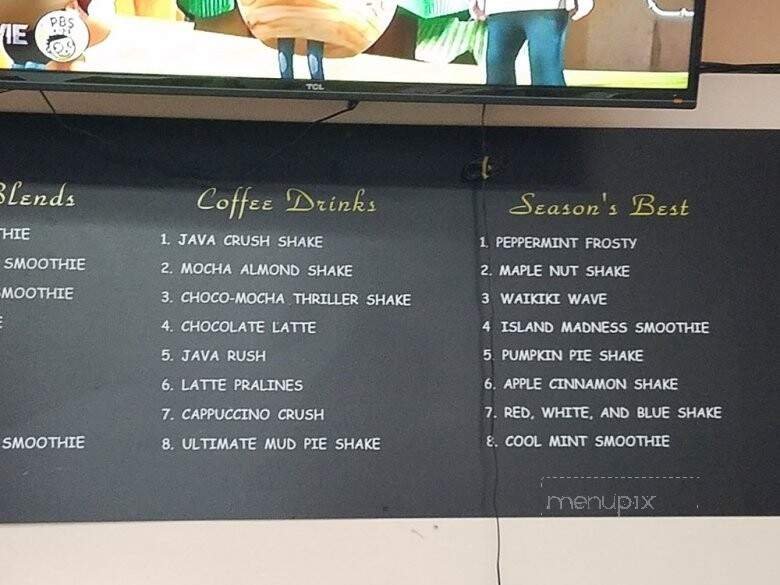 VIE
PBS
TCL
Blends
THIE
SMOOTHIE
SMOOTHIE
E
SMOOTHIE
Coffee Drinks
1. JAVA CRUSH SHAKE
2. MOCHA ALMOND SHAKE
3. CHOCO-MOCHA THRILLER SHAKE
4. CHOCOLATE LATTE
5. JAVA RUSH
6. LATTE PRALINES
7. CAPPUCCINO CRUSH
8. ULTIMATE MUD PIE SHAKE
Season's Best
1. PEPPERMINT FROSTY
2. MAPLE NUT SHAKE
3 WAIKIKI WAVE
4 ISLAND MADNESS SMOOTHIE
5. PUMPKIN PIE SHAKE
6. APPLE CINNAMON SHAKE
7. RED, WHITE, AND BLUE SHAKE
8. COOL MINT SMOOTHIE
menupix